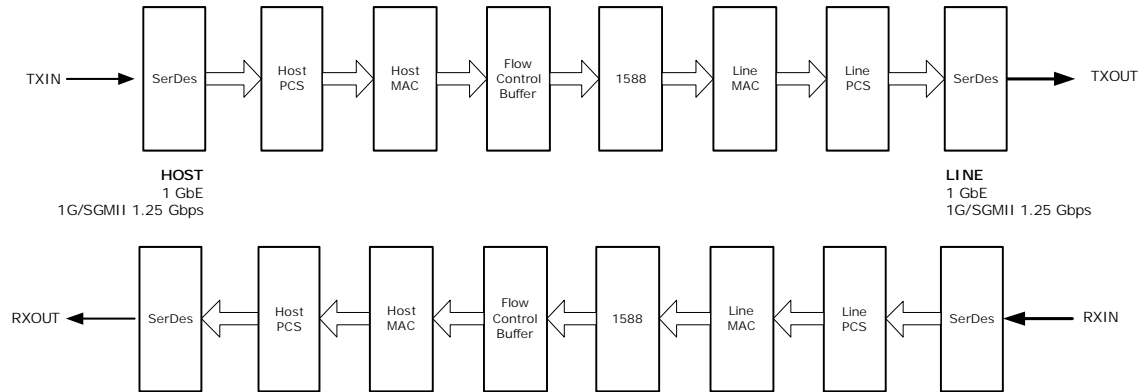 TXIN
SerDes
Host
PCS
Host
MAC
Flow
Control
Buffer
1588
Line
MAC
Line
PCS
SerDes
TXOUT
HOST
1 GbE
1G/SGMII 1.25 Gbps
LINE
1 GbE
1G/SGMII 1.25 Gbps
RXOUT
SerDes
Host
PCS
Host
MAC
Flow
Control
Buffer
1588
Line
MAC
Line
PCS
SerDes
RXIN